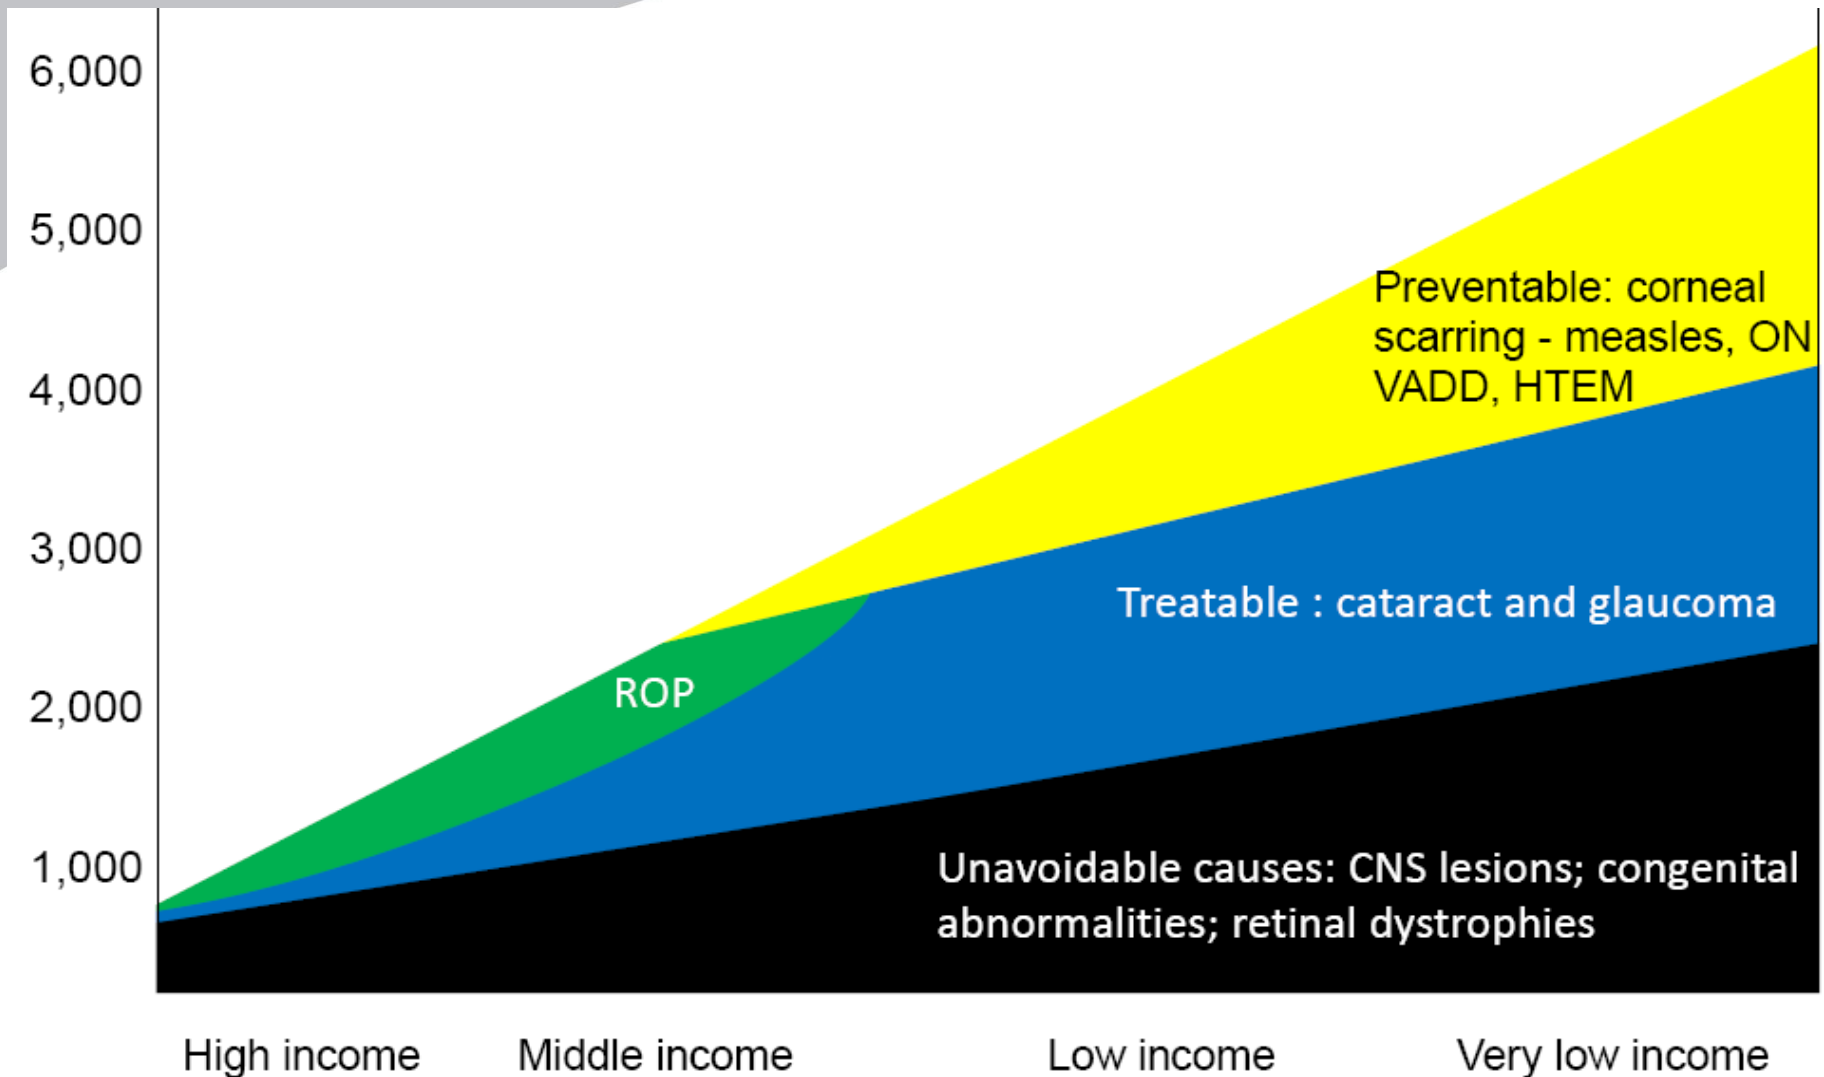 6,000
5,000
4,000
3,000
2,000
1,000
Preventable: corneal
scarring - measles, ON
VADD, HTEM
Treatable : cataract and glaucoma
ROP
Unavoidable causes: CNS lesions; congenital
abnormalities; retinal dystrophies
High income
Middle income
Low income
Very low income